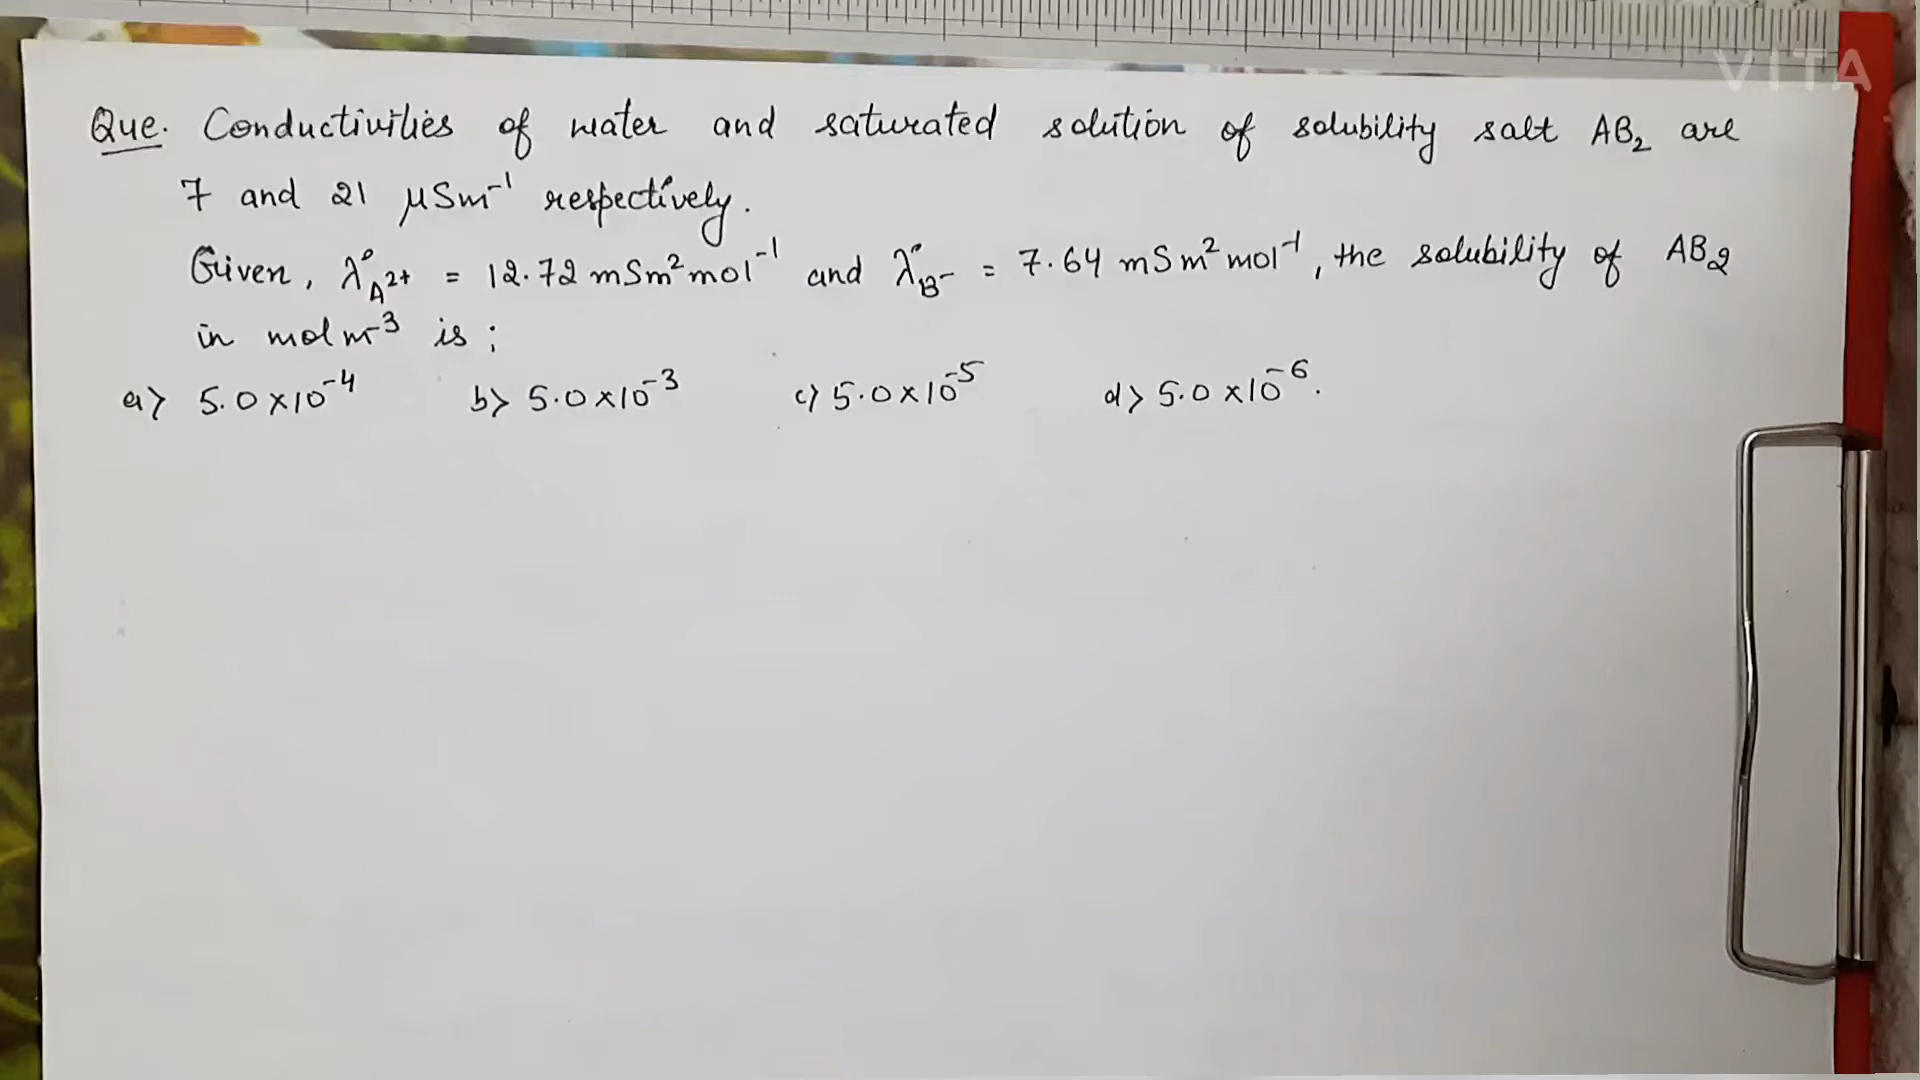 VITA
Que. Conductivities of water and saturated solution of solubility salt AB₂ are
7 and 21 μSm⁻¹ respectively.
Given, λ°A²⁺ = 12.72 mSm²mol⁻¹ and λ°B⁻ = 7.64 mSm²mol⁻¹, the solubility of AB₂
in mol m⁻³ is ;
a) 5.0×10⁻⁴ b) 5.0×10⁻³ c) 5.0×10⁻⁵ d) 5.0×10⁻⁶.